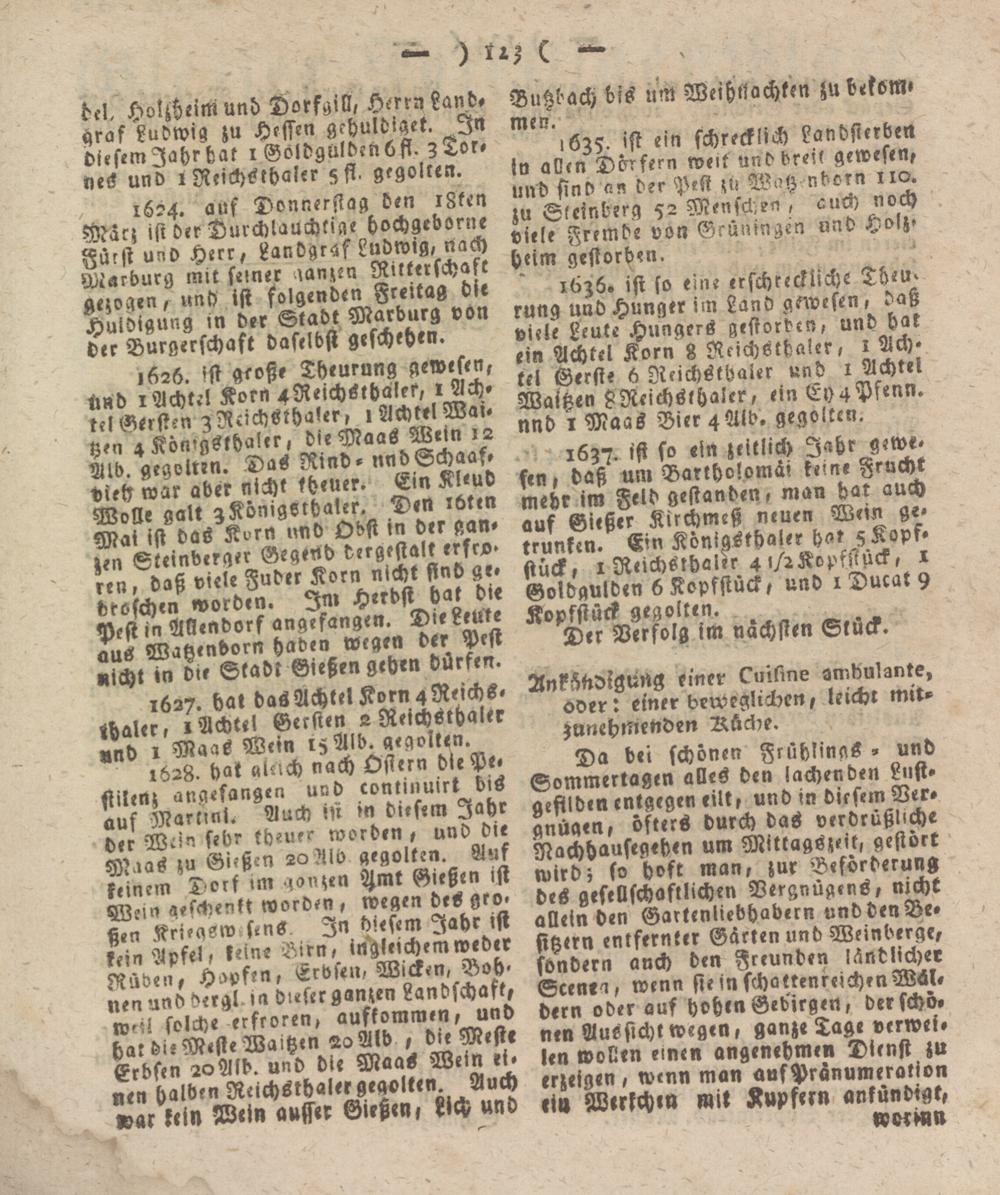 — ) 123 ( —
del, Holzheim und Dorfgill, Herrn Land-
graf Ludwig zu Hessen gehuldiget. In
diesem Jahr hat 1 Goldgülden 6 fl. 3 Tor-
nes und 1 Reichsthaler 5 fl. gegolten.
1624. auf Donnerstag den 18ten
März ist der Durchlauchtige hochgeborne
Fürst und Herr, Landgraf Ludwig, nach
Marburg mit seiner ganzen Ritterschaft
gezogen, und ist folgenden Freitag die
Huldigung in der Stadt Marburg von
der Burgerschaft daselbst geschehen.
1626. ist große Theurung gewesen,
und 1 Achtel Korn 4 Reichsthaler, 1 Ach-
tel Gersten 3 Reichsthaler, 1 Achtel Wai-
tzen 4 Königsthaler, die Maas Wein 12
Alb. gegolten. Das Rind- und Schaaf-
vieh war aber nicht theuer. Ein Kleud
Wolle galt 3 Königsthaler. Den 16ten
Mai ist das Korn und Obst in der gan-
zen Steinberger Gegend dergestalt erfro-
ren, daß viele Fuder Korn nicht sind ge-
droschen worden. Im Herbst hat die
Pest in Allendorf angefangen. Die Leute
aus Watzenborn haben wegen der Pest
nicht in die Stadt Gießen gehen dürfen.
1627. hat das Achtel Korn 4 Reichs-
thaler, 1 Achtel Gersten 2 Reichsthaler
und 1 Maas Wein 15 Alb. gegolten.
1628. hat gleich nach Ostern die Pe-
stilenz angefangen und continuirt bis
auf Martini. Auch ist in diesem Jahr
der Wein sehr theuer worden, und die
Maas zu Gießen 20 Alb. gegolten. Auf
keinem Dorf im ganzen Amt Gießen ist
Wein geschenkt worden, wegen des gro-
ßen Kriegswesens. In diesem Jahr ist
kein Apfel, keine Birn, ingleichem weder
Rüben, Hopfen, Erbsen, Wicken, Boh-
nen und dergl. in dieser ganzen Landschaft,
weil solche erfroren, aufkommen, und
hat die Meste Waitzen 20 Alb., die Meste
Erbsen 20 Alb. und die Maas Wein ei-
nen halben Reichsthaler gegolten. Auch
war kein Wein ausser Gießen, Lich und
Butzbach bis um Weihnachten zu bekom-
men.
1635. ist ein schrecklich Landsterben
in allen Dörfern weit und breit gewesen,
und sind an der Pest zu Watzenborn 110.
zu Steinberg 52 Menschen, auch noch
viele Fremde von Grüningen und Holz-
heim gestorben.
1636. ist so eine erschreckliche Theu-
rung und Hunger im Land gewesen, daß
viele Leute Hungers gestorben, und hat
ein Achtel Korn 8 Reichsthaler, 1 Ach-
tel Gerste 6 Reichsthaler und 1 Achtel
Waitzen 8 Reichsthaler, ein Ey 4 Pfenn.
nnd 1 Maas Bier 4 Alb. gegolten.
1637. ist so ein zeitlich Jahr gewe-
sen, daß um Bartholomäi keine Frucht
mehr im Feld gestanden, man hat auch
auf Gießer Kirchmeß neuen Wein ge-
trunken. Ein Königsthaler hat 5 Kopf-
stück, 1 Reichsthaler 4 1/2 Kopfstück, 1
Goldgulden 6 Kopfstück, und 1 Ducat 9
Kopfstück gegolten.
Der Verfolg im nächsten Stück.
Ankündigung einer Cuisine ambulante,
oder: einer beweglichen, leicht mit-
zunehmenden Küche.
Da bei schönen Frühlings- und
Sommertagen alles den lachenden Lust-
gefilden entgegen eilt, und in diesem Ver-
gnügen, öfters durch das verdrüßliche
Nachhausegehen um Mittagszeit, gestört
wird; so hoft man, zur Beförderung
des gesellschaftlichen Vergnügens, nicht
allein den Gartenliebhabern und den Be-
sitzern entfernter Gärten und Weinberge,
sondern auch den Freunden ländlicher
Scenen, wenn sie in schattenreichen Wäl-
dern oder auf hohen Gebirgen, der schö-
nen Aussicht wegen, ganze Tage verwei-
len wollen einen angenehmen Dienst zu
erzeigen, wenn man auf Pränumeration
ein Werkchen mit Kupfern ankündigt,
worinn